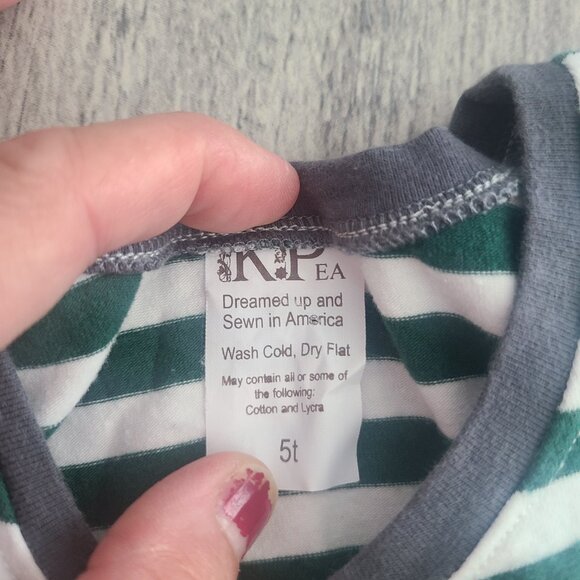 K.P EA
Dreamed up and
Sewn in America
Wash Cold, Dry Flat
May contain all or some of
the following:
Cotton and Lycra
5t